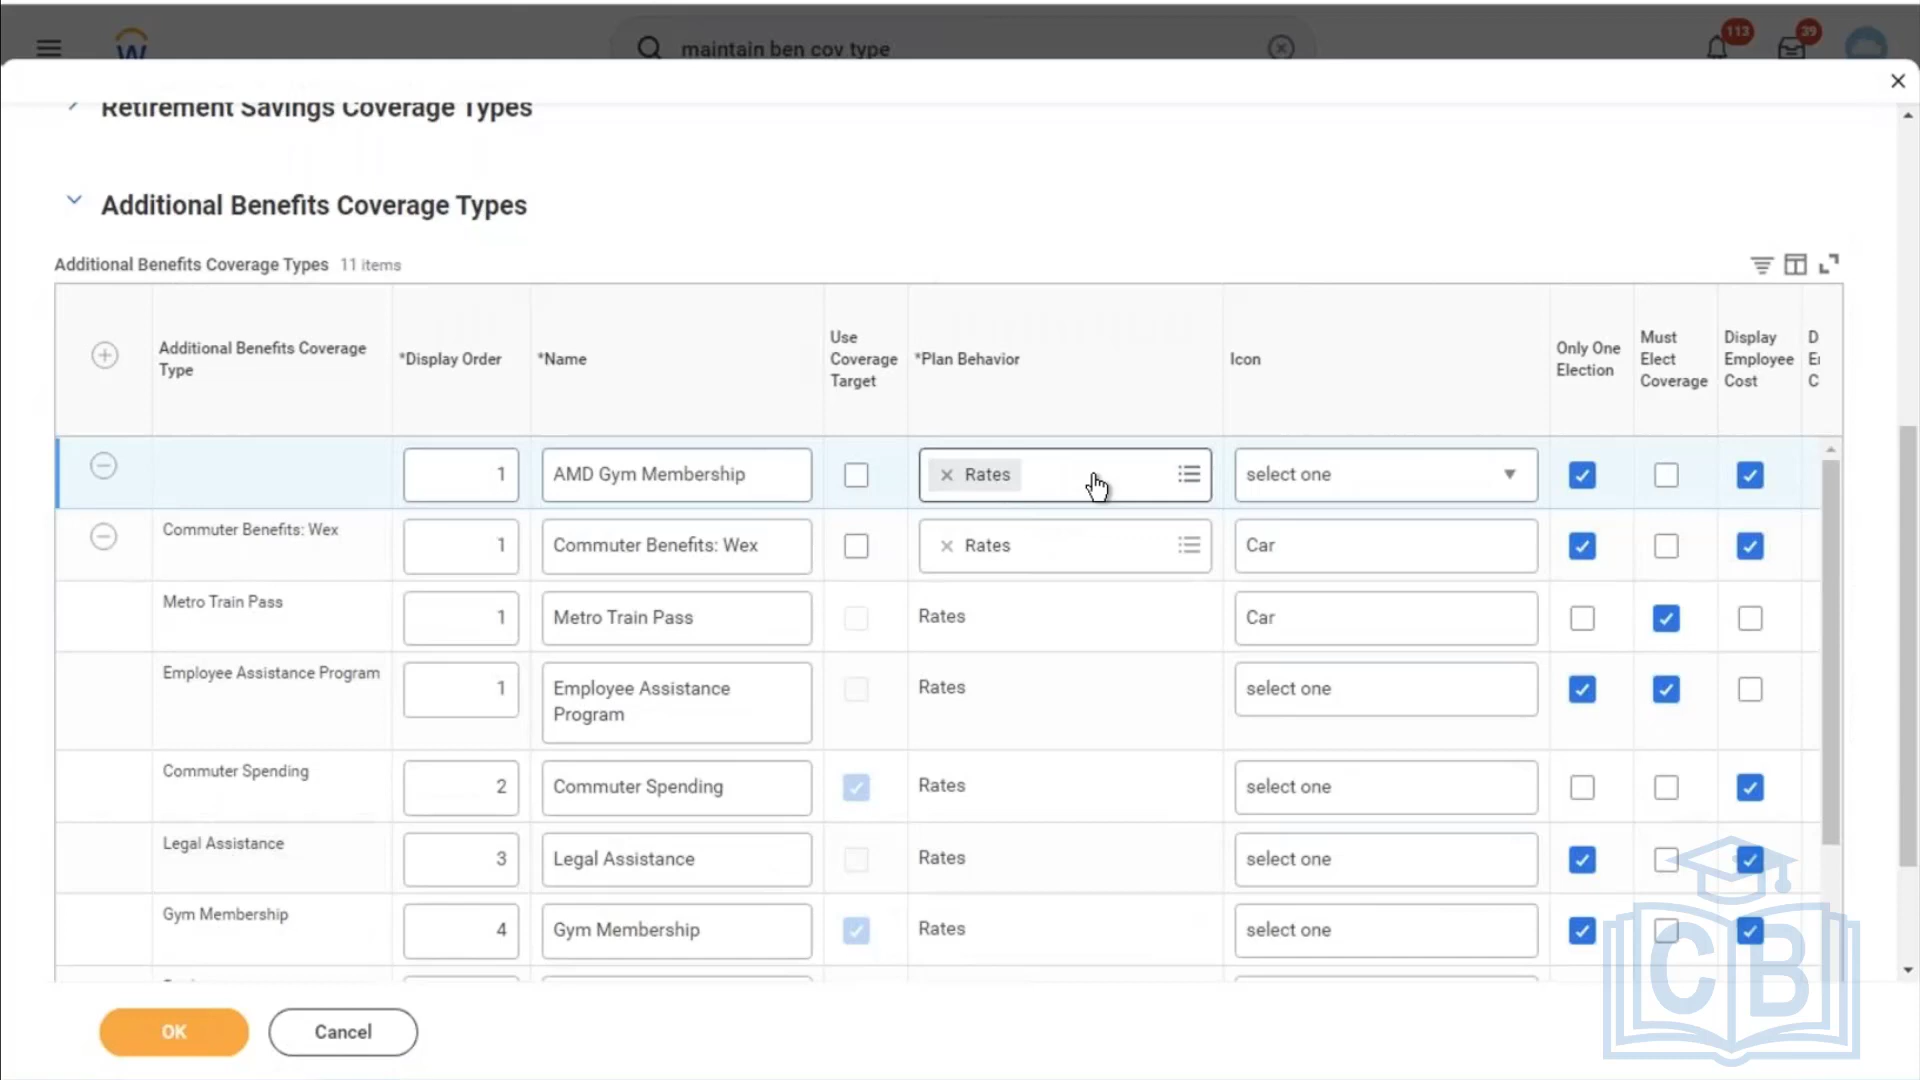 W
maintain ben cov type
113
39
Retirement Savings Coverage Types
Additional Benefits Coverage Types
Additional Benefits Coverage Types 11 items
Additional Benefits Coverage Type
*Display Order
*Name
Use Coverage Target
*Plan Behavior
Icon
Only One Election
Must Elect Coverage
Display Employee Cost
1 AMD Gym Membership Rates select one
Commuter Benefits: Wex 1 Commuter Benefits: Wex Rates Car
Metro Train Pass 1 Metro Train Pass Rates Car
Employee Assistance Program 1 Employee Assistance Program Rates select one
Commuter Spending 2 Commuter Spending Rates select one
Legal Assistance 3 Legal Assistance Rates select one
Gym Membership 4 Gym Membership Rates select one
OK
Cancel
CB